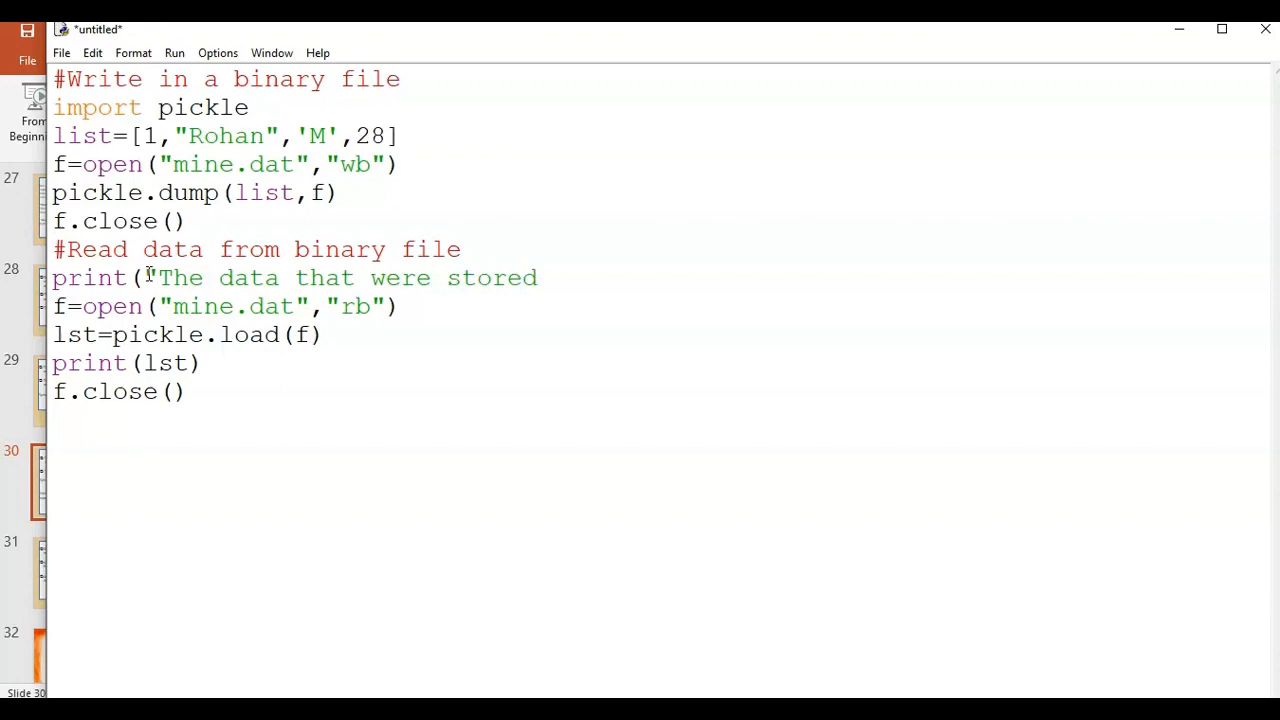 *untitled*
File
File Edit Format Run Options Window Help
From
Beginni
#Write in a binary file
import pickle
list=[1,"Rohan",'M',28]
f=open("mine.dat","wb")
pickle.dump(list,f)
f.close()
#Read data from binary file
print("The data that were stored
f=open("mine.dat","rb")
lst=pickle.load(f)
print(lst)
f.close()
27
28
29
30
31
32
Slide 30